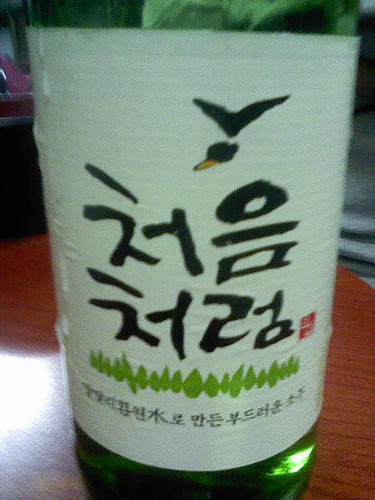 처음
처럼
水로 만든 부드러운 소주